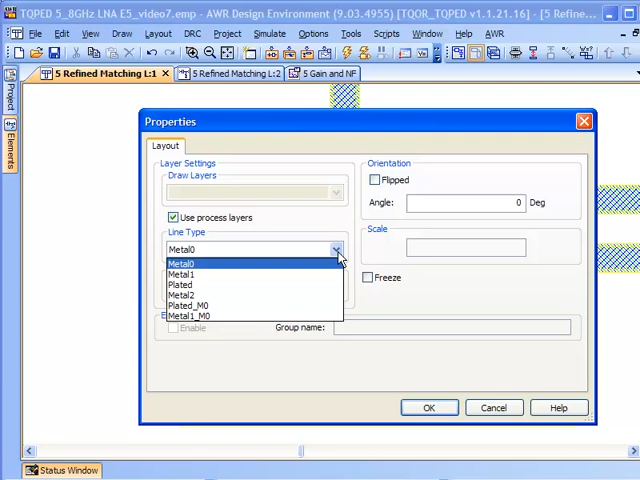 TQPED 5_8GHz LNA E5_video7.emp - AWR Design Environment (9.03.4955) [TQOR_TQPED v1.1.21.16] - [5 Refine
File Edit View Draw Layout DRC Project Simulate Options Tools Scripts Window Help AWR
5 Refined Matching L:1
5 Refined Matching L:2
5 Gain and NF
Project
Elements
Properties
Layout
Layer Settings
Draw Layers
Use process layers
Line Type
Metal0
Metal0
Metal1
Plated
Metal2
Plated_M0
Metal1_M0
Enable
Group name:
Orientation
Flipped
Angle: 0 Deg
Scale
Freeze
OK Cancel Help
Status Window